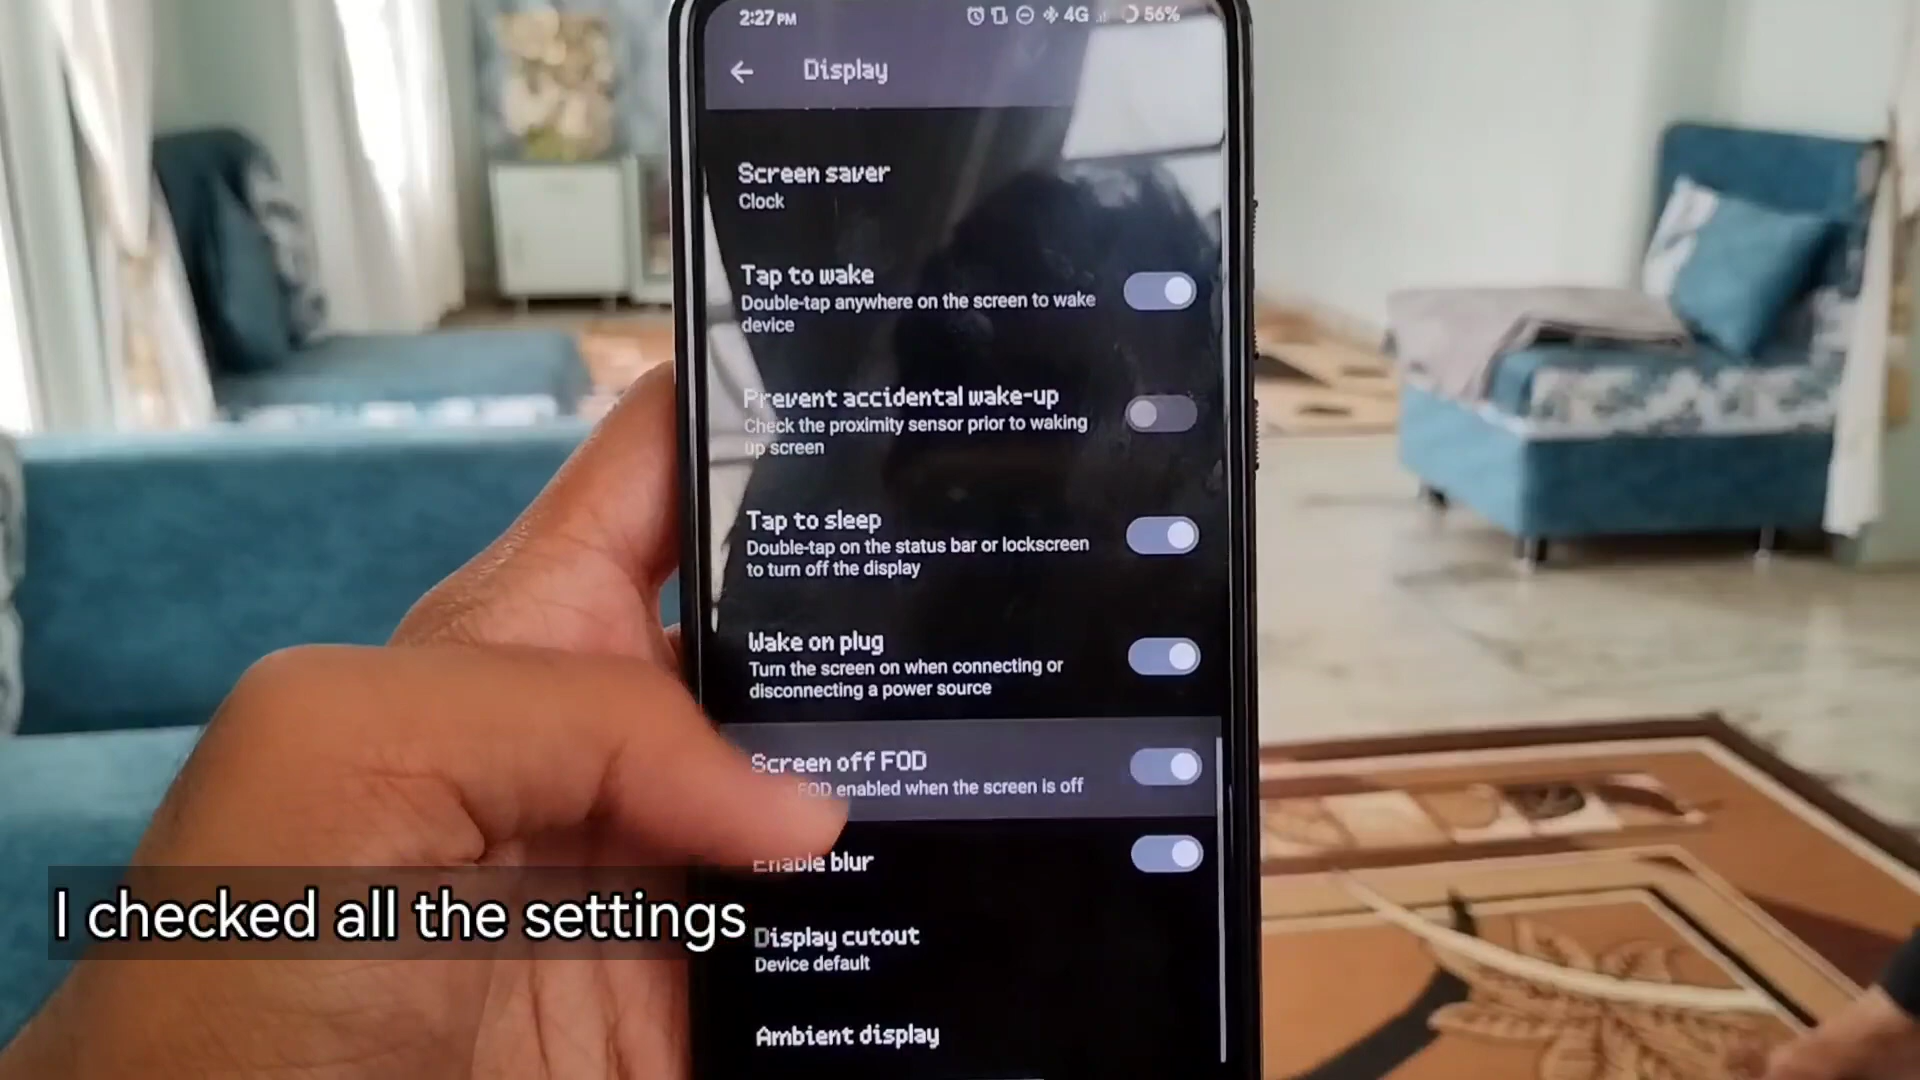 2:27 PM 4G 56%
Display
Screen saver
Clock
Tap to wake
Double-tap anywhere on the screen to wake
device
Prevent accidental wake-up
Check the proximity sensor prior to waking
up screen
Tap to sleep
Double-tap on the status bar or lockscreen
to turn off the display
Wake on plug
Turn the screen on when connecting or
disconnecting a power source
Screen off FOD
FOD enabled when the screen is off
Enable blur
I checked all the settings
Display cutout
Device default
Ambient display